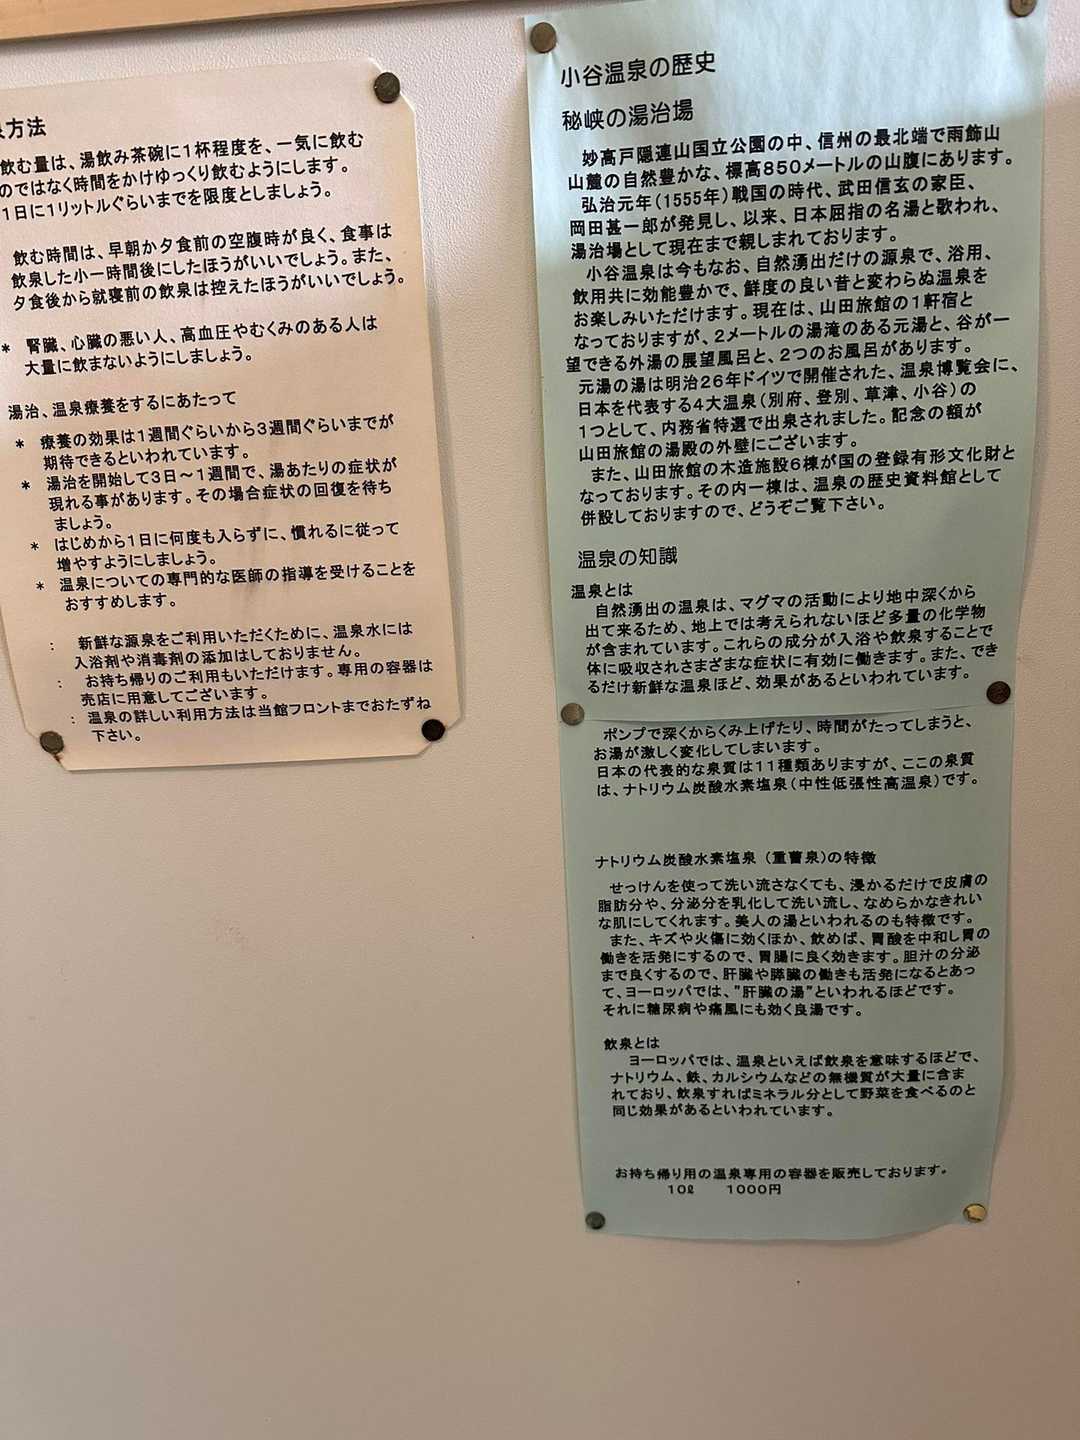 方法
飲む量は、湯飲み茶碗に1杯程度を、一気に飲む
のではなく時間をかけゆっくり飲むようにします。
1日に1リットルぐらいまでを限度としましょう。
飲む時間は、早朝か夕食前の空腹時が良く、食事は
飲泉した小一時間後にしたほうがいいでしょう。また、
夕食後から就寝前の飲泉は控えたほうがいいでしょう。
* 腎臓、心臓の悪い人、高血圧やむくみのある人は
大量に飲まないようにしましょう。
湯治、温泉療養をするにあたって
* 療養の効果は1週間ぐらいから3週間ぐらいまでが
期待できるといわれています。
* 湯治を開始して3日～1週間で、湯あたりの症状が
現れる事があります。その場合症状の回復を待ち
ましょう。
* はじめから1日に何度も入らずに、慣れるに従って
増やすようにしましょう。
* 温泉についての専門的な医師の指導を受けることを
おすすめします。
： 新鮮な源泉をご利用いただくために、温泉水には
入浴剤や消毒剤の添加はしておりません。
： お持ち帰りのご利用もいただけます。専用の容器は
売店に用意してございます。
： 温泉の詳しい利用方法は当館フロントまでおたずね
下さい。
小谷温泉の歴史
秘峡の湯治場
妙高戸隠連山国立公園の中、信州の最北端で雨飾山
山麓の自然豊かな、標高850メートルの山腹にあります。
弘治元年(1555年)戦国の時代、武田信玄の家臣、
岡田甚一郎が発見し、以来、日本屈指の名湯と歌われ、
湯治場として現在まで親しまれております。
小谷温泉は今もなお、自然湧出だけの源泉で、浴用、
飲用共に効能豊かで、鮮度の良い昔と変わらぬ温泉を
お楽しみいただけます。現在は、山田旅館の1軒宿と
なっておりますが、2メートルの湯滝のある元湯と、谷が一
望できる外湯の展望風呂と、2つのお風呂があります。
元湯の湯は明治26年ドイツで開催された、温泉博覧会に、
日本を代表する4大温泉(別府、登別、草津、小谷)の
1つとして、内務省特選で出泉されました。記念の額が
山田旅館の湯殿の外壁にございます。
また、山田旅館の木造施設6棟が国の登録有形文化財と
なっております。その内一棟は、温泉の歴史資料館として
併設しておりますので、どうぞご覧下さい。
温泉の知識
温泉とは
自然湧出の温泉は、マグマの活動により地中深くから
出て来るため、地上では考えられないほど多量の化学物
が含まれています。これらの成分が入浴や飲泉することで
体に吸収されさまざまな症状に有効に働きます。また、でき
るだけ新鮮な温泉ほど、効果があるといわれています。
ポンプで深くからくみ上げたり、時間がたってしまうと、
お湯が激しく変化してしまいます。
日本の代表的な泉質は11種類ありますが、ここの泉質
は、ナトリウム炭酸水素塩泉(中性低張性高温泉)です。
ナトリウム炭酸水素塩泉 (重曹泉)の特徴
せっけんを使って洗い流さなくても、浸かるだけで皮膚の
脂肪分や、分泌分を乳化して洗い流し、なめらかなきれい
な肌にしてくれます。美人の湯といわれるのも特徴です。
また、キズや火傷に効くほか、飲めば、胃酸を中和し胃の
働きを活発にするので、胃腸に良く効きます。胆汁の分泌
まで良くするので、肝臓や膵臓の働きも活発になるとあっ
て、ヨーロッパでは、"肝臓の湯"といわれるほどです。
それに糖尿病や痛風にも効く良湯です。
飲泉とは
ヨーロッパでは、温泉といえば飲泉を意味するほどで、
ナトリウム、鉄、カルシウムなどの無機質が大量に含ま
れており、飲泉すればミネラル分として野菜を食べるのと
同じ効果があるといわれています。
お持ち帰り用の温泉専用の容器を販売しております。
10ℓ 1000円